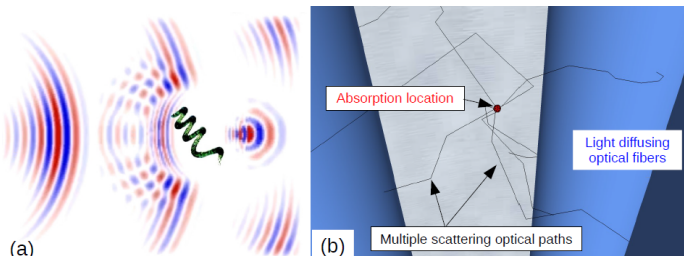 (a)
Absorption location
Light diffusing
optical fibers
Multiple scattering optical paths
(b)